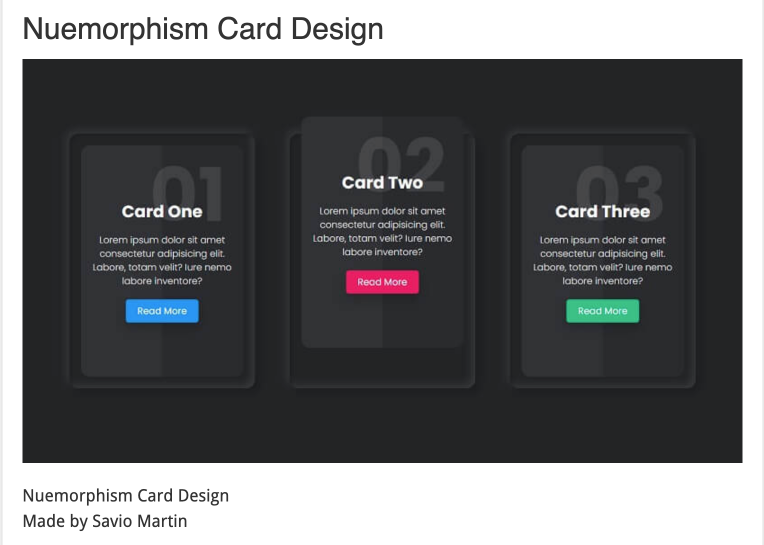 Nuemorphism Card Design
01
Card One
Lorem ipsum dolor sit amet
consectetur adipisicing elit.
Labore, totam velit? Iure nemo
labore inventore?
Read More
02
Card Two
Lorem ipsum dolor sit amet
consectetur adipisicing elit.
Labore, totam velit? Iure nemo
labore inventore?
Read More
03
Card Three
Lorem ipsum dolor sit amet
consectetur adipisicing elit.
Labore, totam velit? Iure nemo
labore inventore?
Read More
Nuemorphism Card Design
Made by Savio Martin